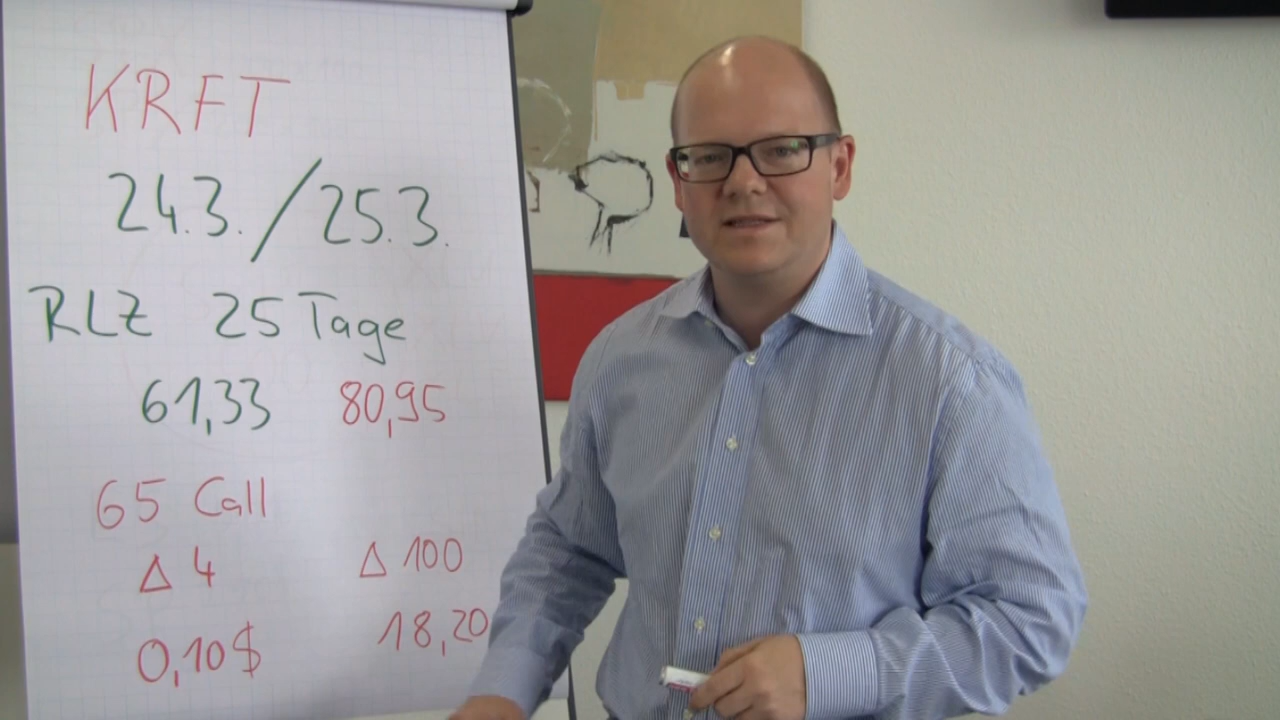 KRFT
24.3. / 25.3.
RLZ 25 Tage
61,33 80,95
65 Call
Δ 4 Δ 100
0,10$ 18,20